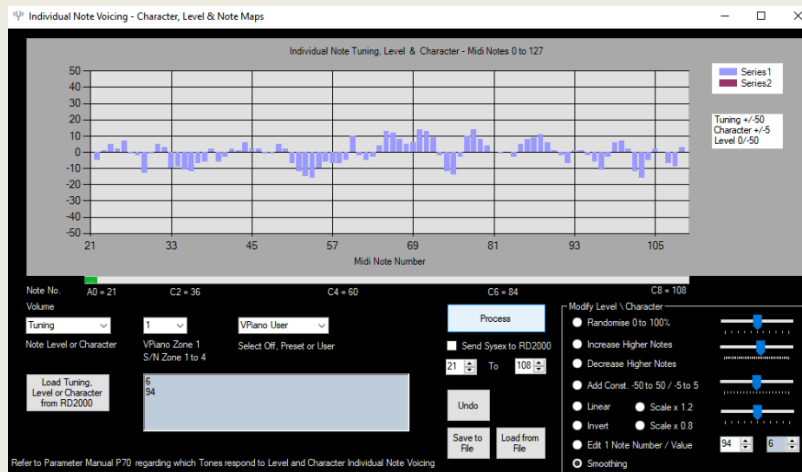 Individual Note Voicing - Character, Level & Note Maps
Individual Note Tuning, Level & Character - Midi Notes 0 to 127
50
40
30
20
10
0
-10
-20
-30
-40
-50
21 33 45 57 69 81 93 105
Midi Note Number
Series1
Series2
Tuning +/-50
Character +/-5
Level 0/-50
Note No. A0 = 21 C2 = 36 C4 = 60 C6 = 84 C8 = 108
Volume
Tuning 1 VPiano User
Note Level or Character VPiano Zone 1 Select Off, Preset or User
S/N Zone 1 to 4
Load Tuning,
Level or Character
from RD2000
6
94
Process
Send Sysex to RD2000
21 To 108
Undo
Save to
File
Load from
File
Modify Level \ Character
Randomise 0 to 100%
Increase Higher Notes
Decrease Higher Notes
Add Const. -50 to 50 / -5 to 5
Linear Scale x 1.2
Invert Scale x 0.8
Edit 1 Note Number / Value 94 6
Smoothing
Refer to Parameter Manual P70 regarding which Tones respond to Level and Character Individual Note Voicing